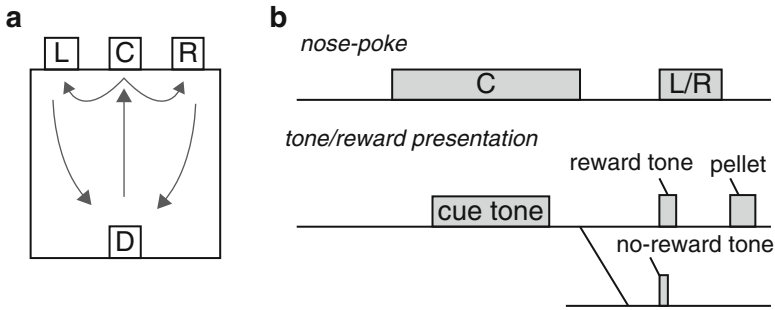 a
L C R
D
b
nose-poke
C
L/R
tone/reward presentation
reward tone
pellet
cue tone
no-reward tone